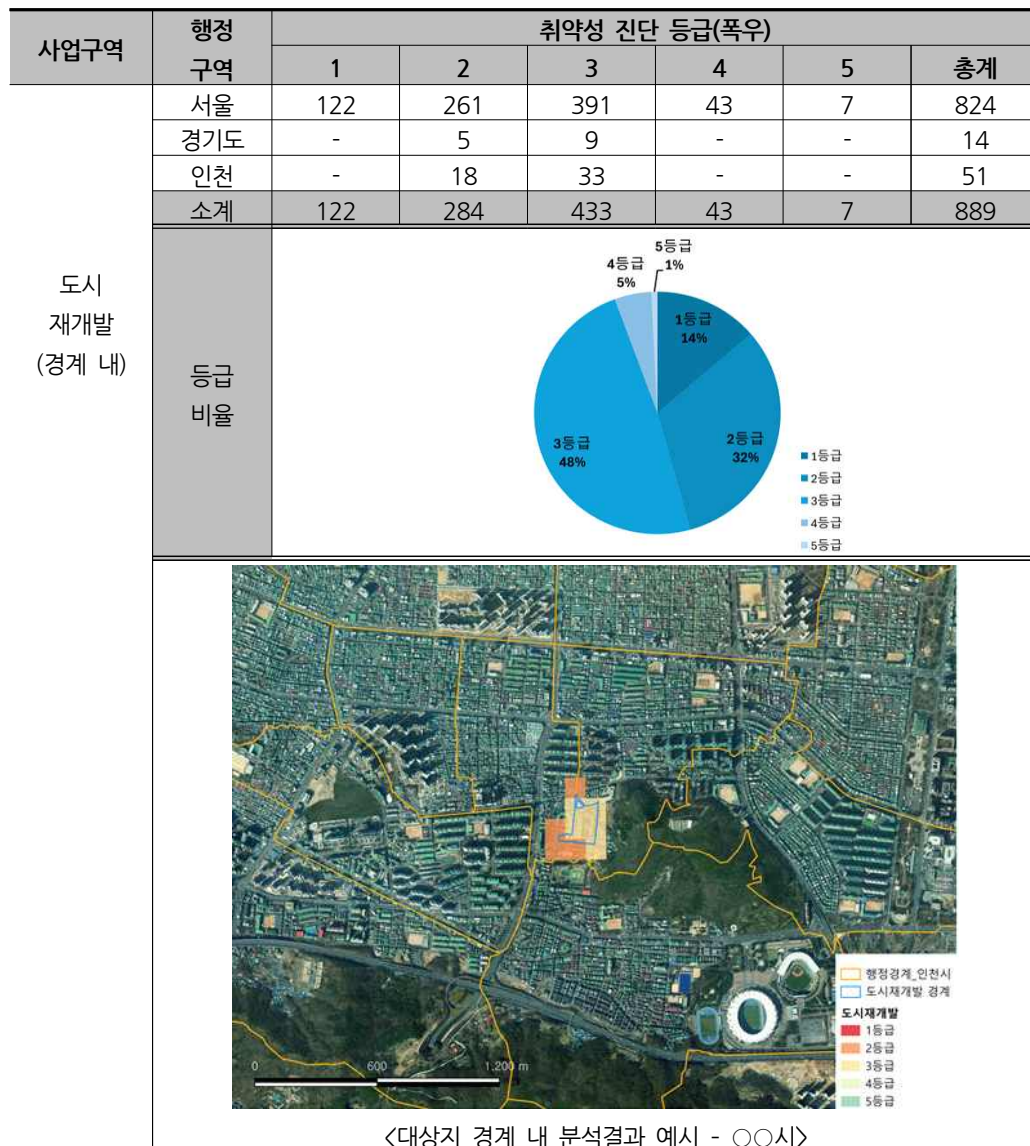 사업구역 행정 구역 취약성 진단 등급(폭우)
1 2 3 4 5 총계
서울 122 261 391 43 7 824
경기도 - 5 9 - - 14
인천 - 18 33 - - 51
소계 122 284 433 43 7 889
도시
재개발
(경계 내)
등급
비율
5등급
1%
4등급
5%
1등급
14%
3등급
48%
2등급
32%
1등급
2등급
3등급
4등급
5등급
행정경계_인천시
도시재개발 경계
도시재개발
1등급
2등급
3등급
4등급
5등급
0 600 1,200 m
<대상지 경계 내 분석결과 예시 - ○○시>